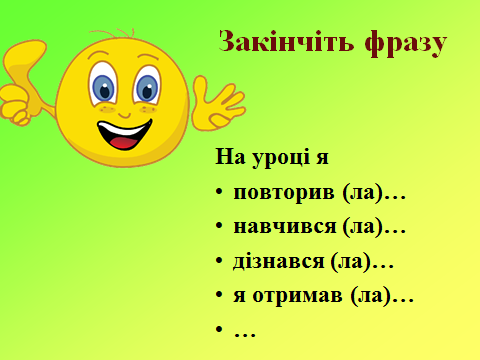 Закінчіть фразу
На уроці я
• повторив (ла)…
• навчився (ла)…
• дізнався (ла)…
• я отримав (ла)…
• …